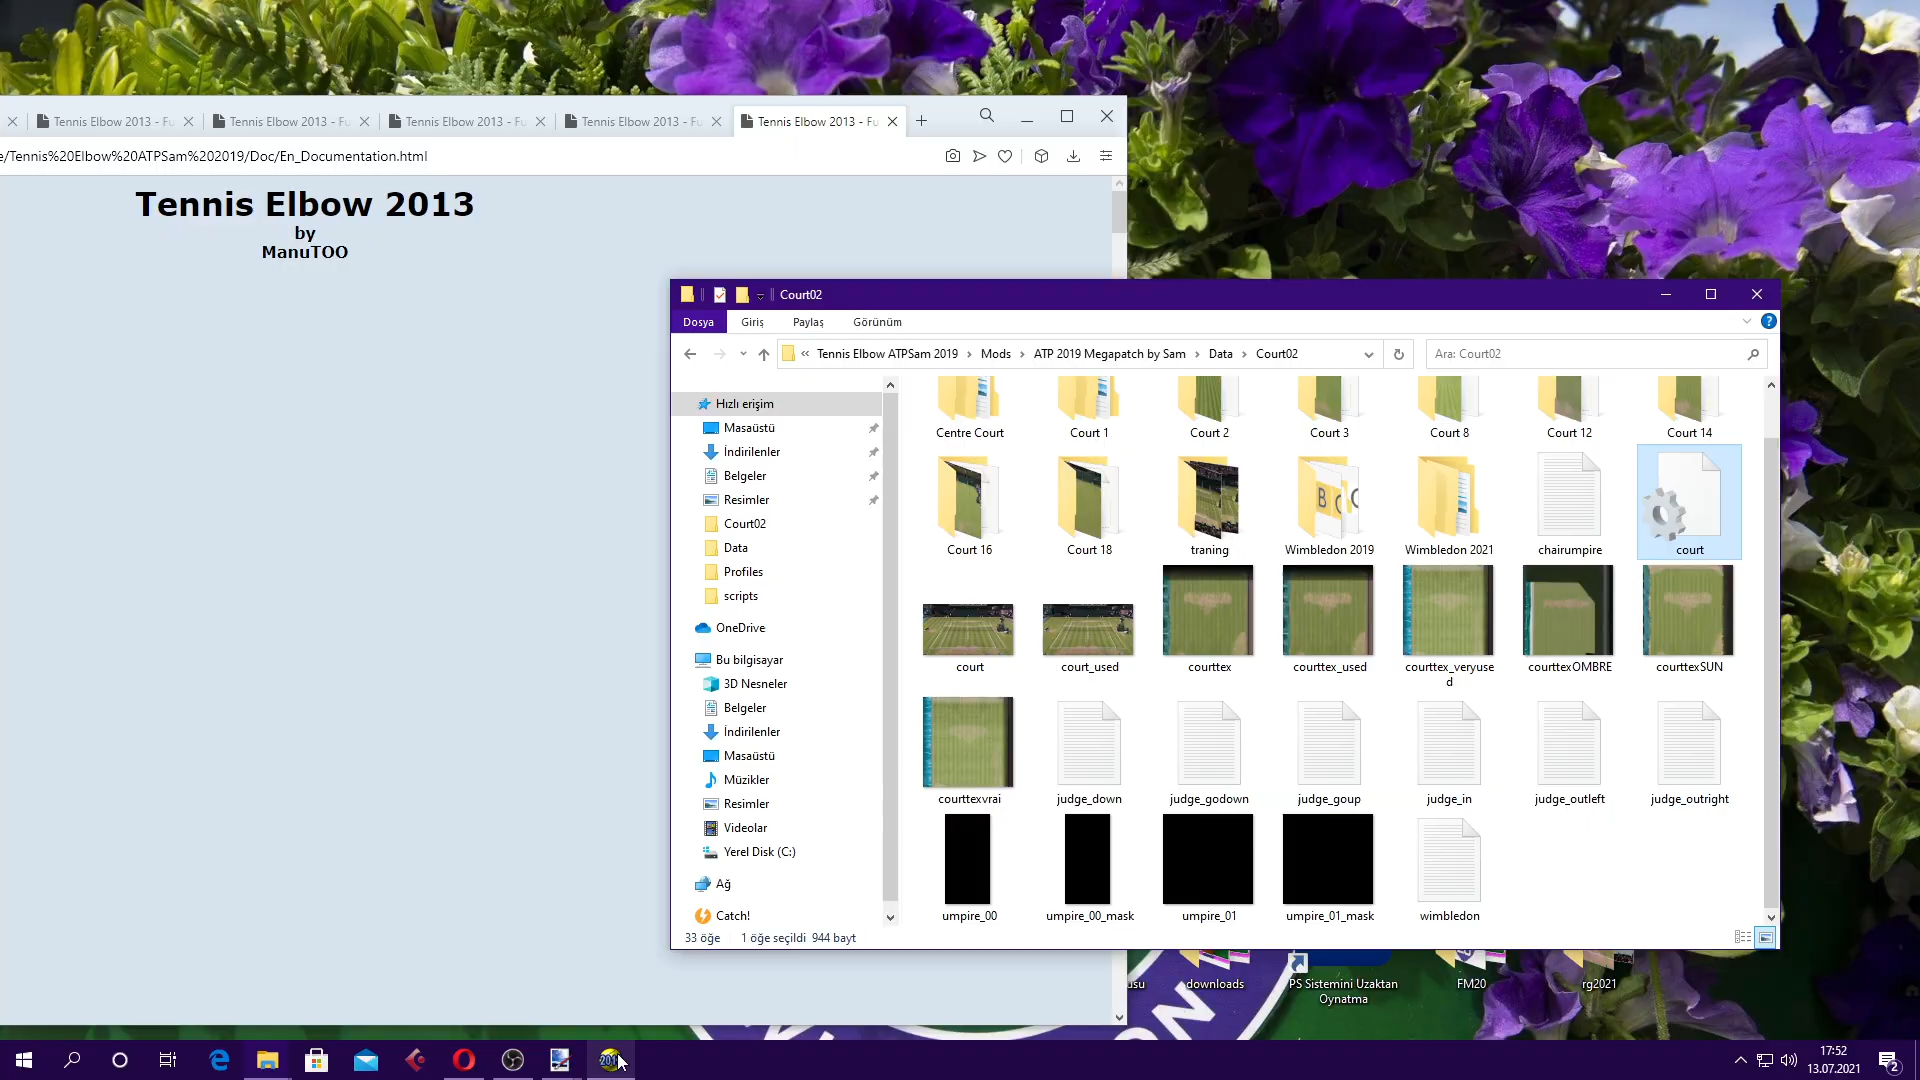 Tennis Elbow 2013 - Fu
Tennis Elbow 2013 - Fu
Tennis Elbow 2013 - Fu
Tennis Elbow 2013 - Fu
Tennis Elbow 2013 - Fu
e/Tennis%20Elbow%20ATPSam%202019/Doc/En_Documentation.html
Tennis Elbow 2013
by
ManuTOO
Court02
Dosya
Giriş
Paylaş
Görünüm
« Tennis Elbow ATPSam 2019 › Mods › ATP 2019 Megapatch by Sam › Data › Court02
Ara: Court02
Hızlı erişim
Masaüstü
İndirilenler
Belgeler
Resimler
Court02
Data
Profiles
scripts
OneDrive
Bu bilgisayar
3D Nesneler
Belgeler
İndirilenler
Masaüstü
Müzikler
Resimler
Videolar
Yerel Disk (C:)
Ağ
Catch!
Centre Court
Court 1
Court 2
Court 3
Court 8
Court 12
Court 14
Court 16
Court 18
traning
Wimbledon 2019
Wimbledon 2021
chairumpire
court
court
court_used
courttex
courttex_used
courttex_veryuse
d
courttexOMBRE
courttexSUN
courttexvrai
judge_down
judge_godown
judge_goup
judge_in
judge_outleft
judge_outright
umpire_00
umpire_00_mask
umpire_01
umpire_01_mask
wimbledon
33 öğe
1 öğe seçildi 944 bayt
usu
downloads
PS Sistemini Uzaktan
Oynatma
FM20
rg2021
17:52
13.07.2021
2